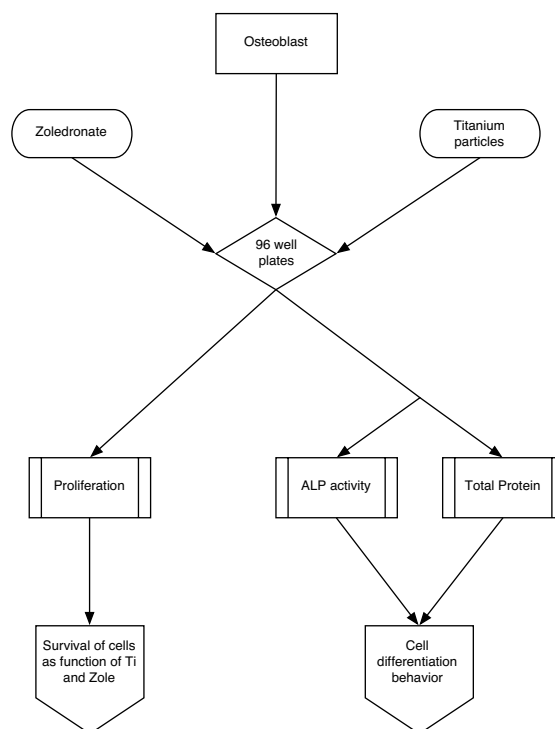 Osteoblast
Zoledronate
Titanium
particles
96 well
plates
Proliferation
ALP activity
Total Protein
Survival of cells
as function of Ti
and Zole
Cell
differentiation
behavior